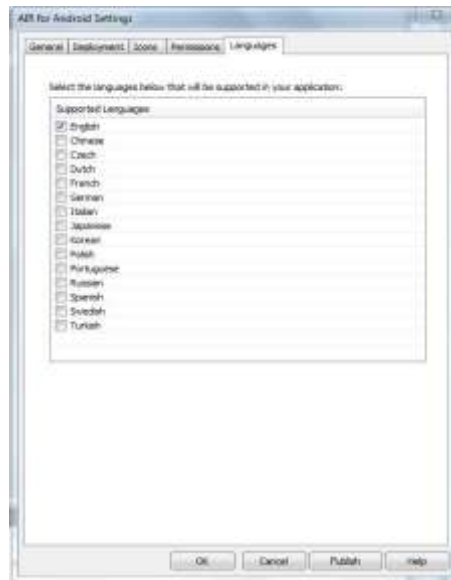 AIR for Android Settings
General Deployment Icons Permissions Languages
Select the languages below that will be supported in your application:
Supported Languages
English
Chinese
Czech
Dutch
French
German
Italian
Japanese
Korean
Polish
Portuguese
Russian
Spanish
Swedish
Turkish
OK Cancel Publish Help